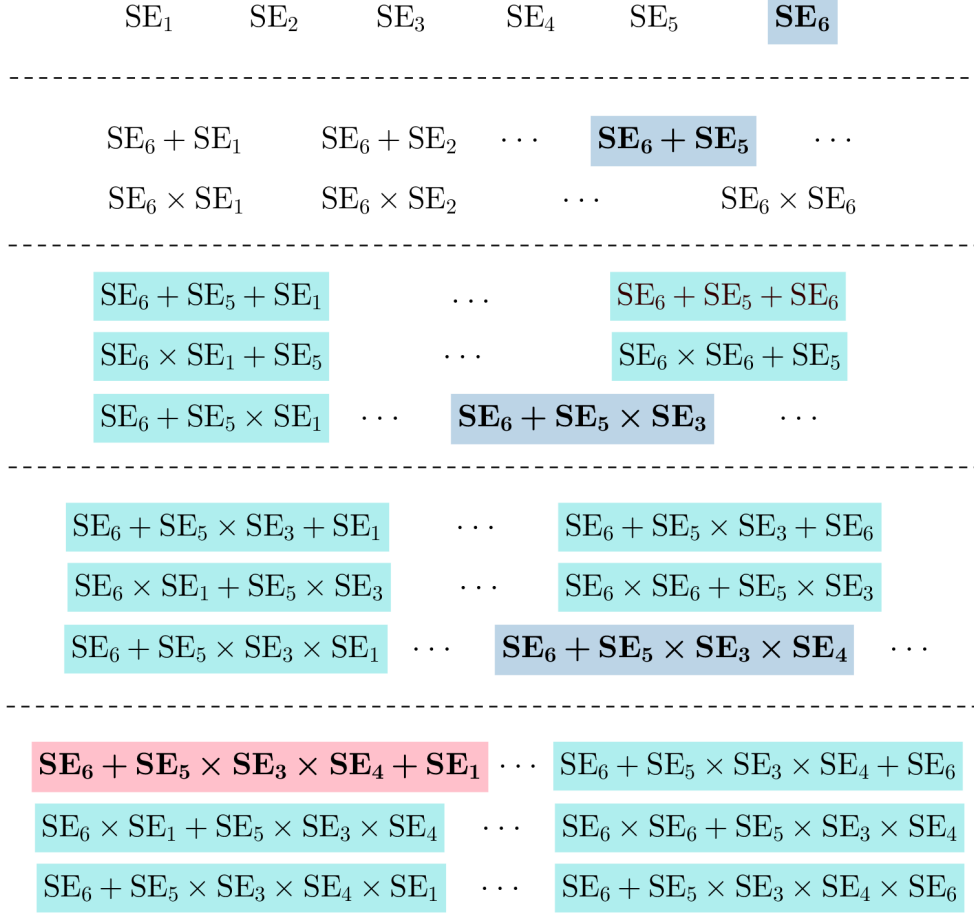 SE₁ SE₂ SE₃ SE₄ SE₅ SE₆
SE₆ + SE₁ SE₆ + SE₂ · · · SE₆ + SE₅ · · ·
SE₆ × SE₁ SE₆ × SE₂ · · · SE₆ × SE₆
SE₆ + SE₅ + SE₁ · · · SE₆ + SE₅ + SE₆
SE₆ × SE₁ + SE₅ · · · SE₆ × SE₆ + SE₅
SE₆ + SE₅ × SE₁ · · · SE₆ + SE₅ × SE₃ · · ·
SE₆ + SE₅ × SE₃ + SE₁ · · · SE₆ + SE₅ × SE₃ + SE₆
SE₆ × SE₁ + SE₅ × SE₃ · · · SE₆ × SE₆ + SE₅ × SE₃
SE₆ + SE₅ × SE₃ × SE₁ · · · SE₆ + SE₅ × SE₃ × SE₄ · · ·
SE₆ + SE₅ × SE₃ × SE₄ + SE₁ · · · SE₆ + SE₅ × SE₃ × SE₄ + SE₆
SE₆ × SE₁ + SE₅ × SE₃ × SE₄ · · · SE₆ × SE₆ + SE₅ × SE₃ × SE₄
SE₆ + SE₅ × SE₃ × SE₄ × SE₁ · · · SE₆ + SE₅ × SE₃ × SE₄ × SE₆